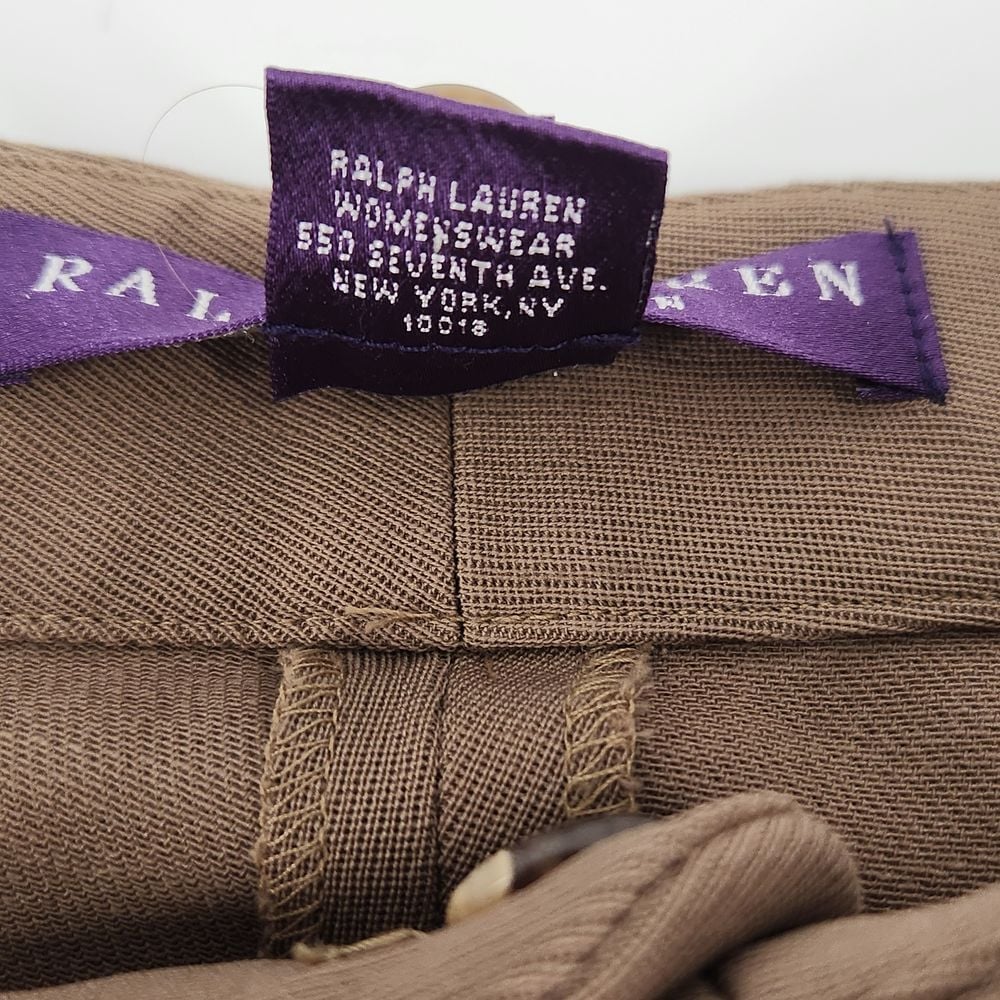 RALPH LAUREN
WOMENSWEAR
550 SEVENTH AVE.
NEW YORK, NY
10018
RAL REN